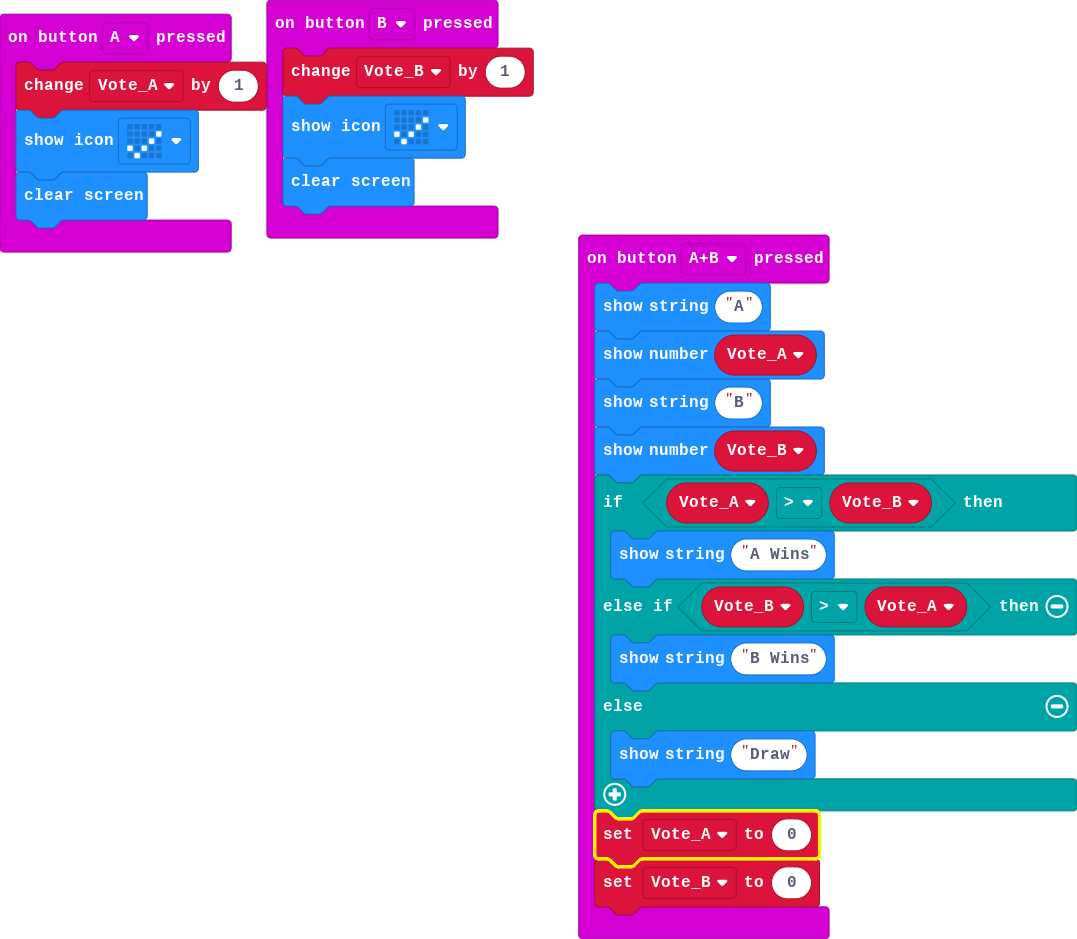 on button A pressed
change Vote_A by 1
show icon
clear screen
on button B pressed
change Vote_B by 1
show icon
clear screen
on button A+B pressed
show string "A"
show number Vote_A
show string "B"
show number Vote_B
if Vote_A > Vote_B then
show string "A Wins"
else if Vote_B > Vote_A then
show string "B Wins"
else
show string "Draw"
set Vote_A to 0
set Vote_B to 0